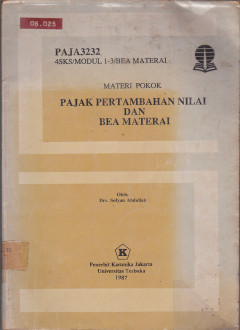 08.025
PAJA3232
4SKS/MODUL 1-3/BEA MATERAI
MATERI POKOK
PAJAK PERTAMBAHAN NILAI
DAN
BEA MATERAI
Oleh:
Drs. Sofyan Abdullah
K
Penerbit Karunika Jakarta
Universitas Terbuka
1987